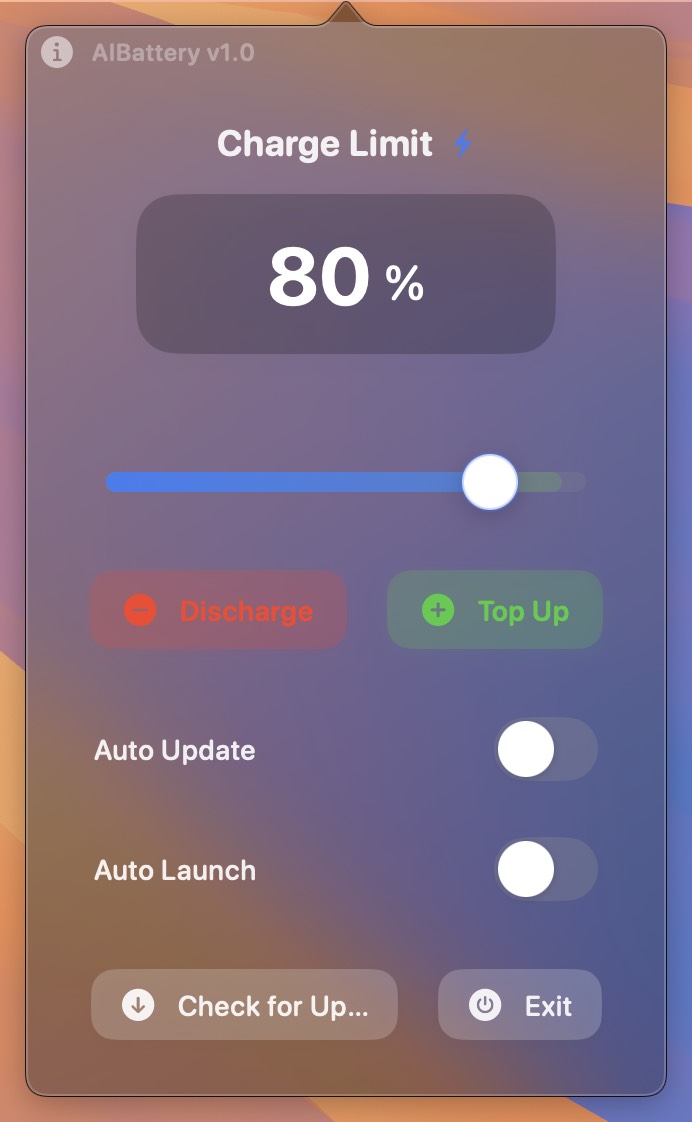 AlBattery v1.0
Charge Limit
80 %
Discharge
Top Up
Auto Update
Auto Launch
Check for Up...
Exit